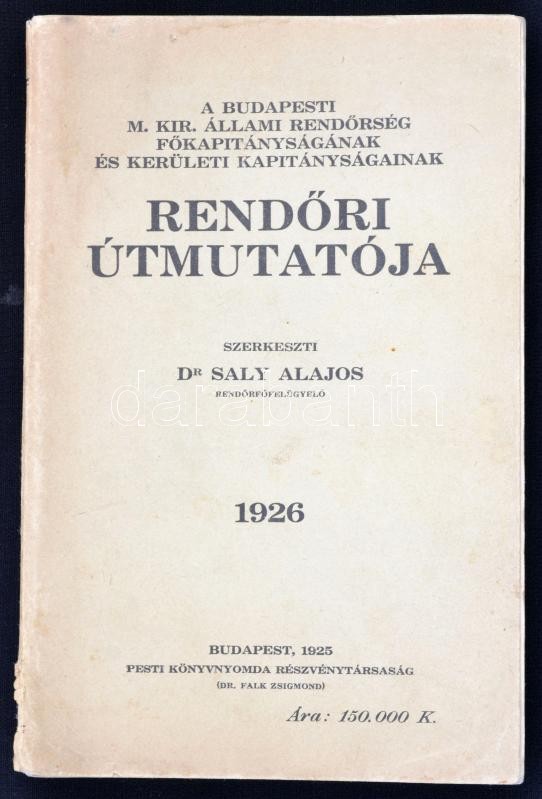 A BUDAPESTI
M. KIR. ÁLLAMI RENDŐRSÉG
FŐKAPITÁNYSÁGÁNAK
ÉS KERÜLETI KAPITÁNYSÁGAINAK
RENDŐRI
ÚTMUTATÓJA
SZERKESZTI
DR SALY ALAJOS
RENDŐRFŐFELÜGYELŐ
darabanth
1926
BUDAPEST, 1925
PESTI KÖNYVNYOMDA RÉSZVÉNYTÁRSASÁG
(DR. FALK ZSIGMOND)
Ára: 150.000 K.